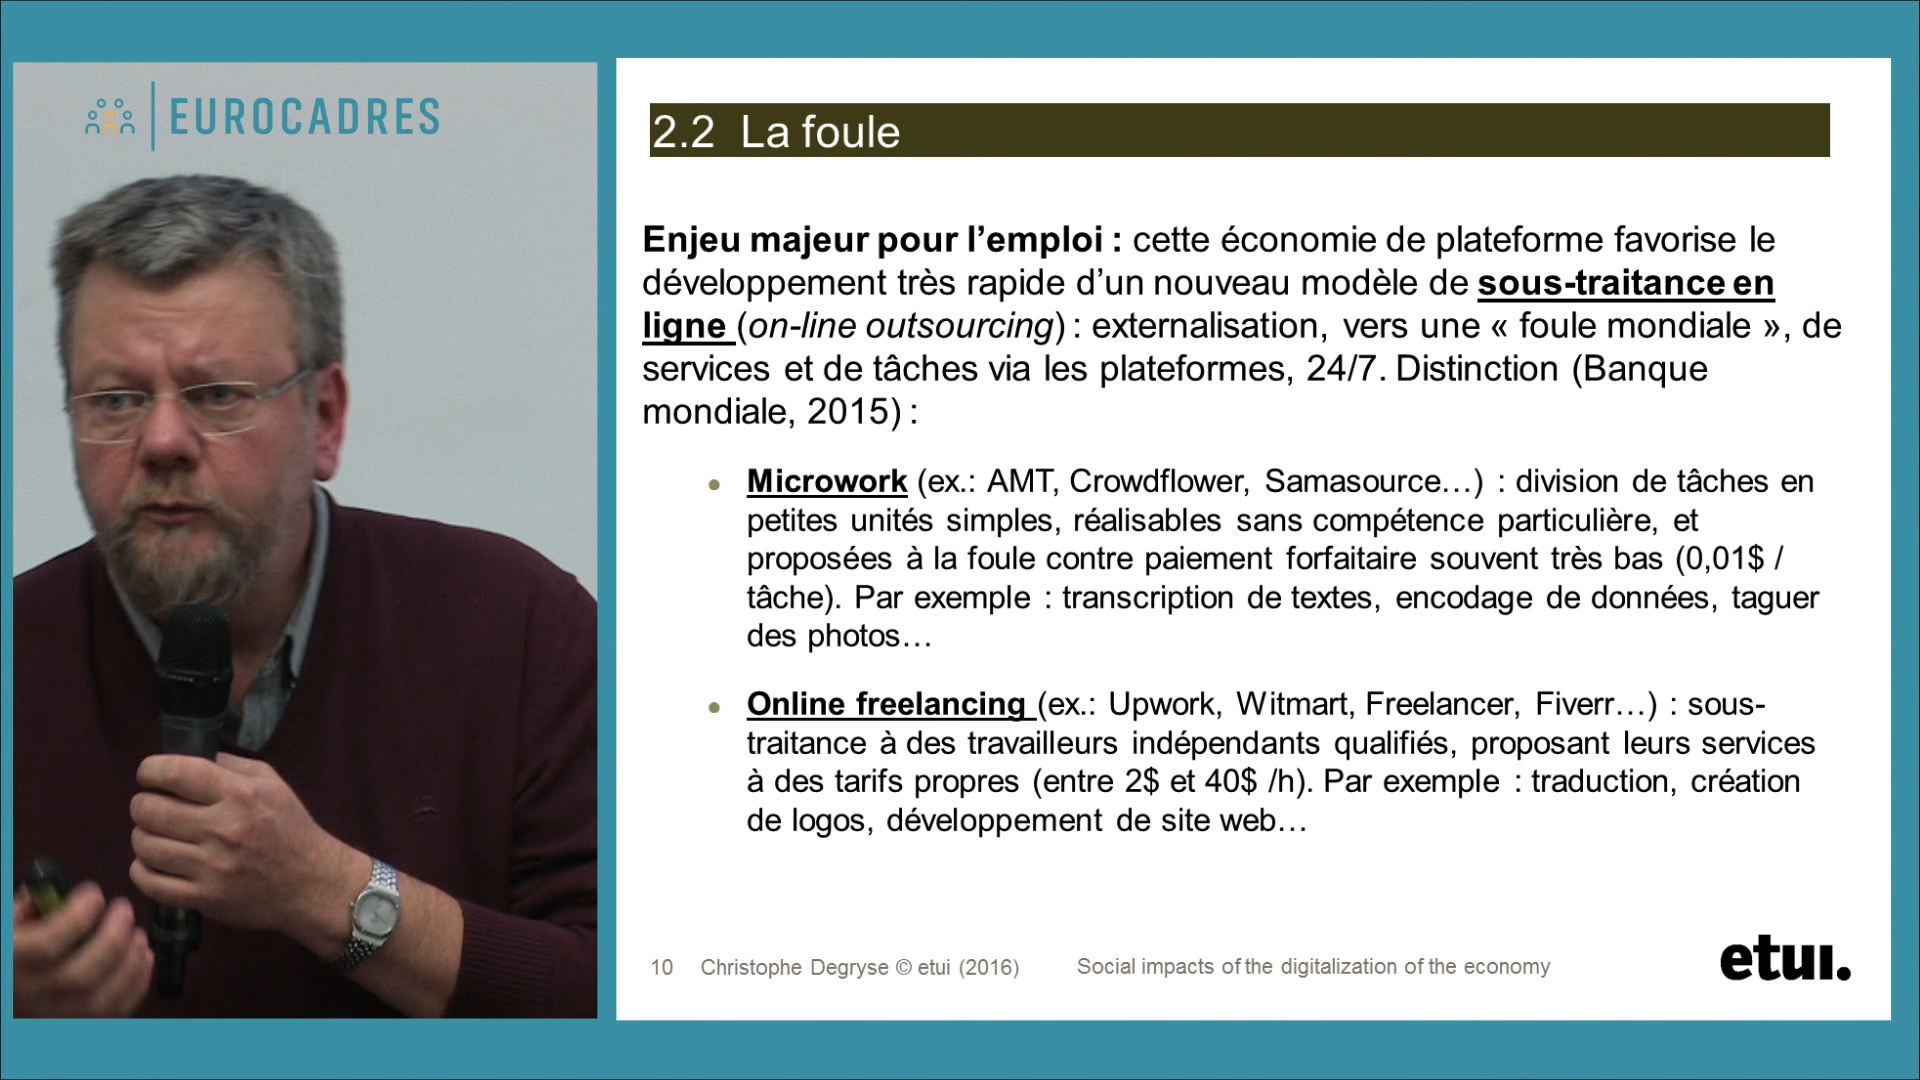 EUROCADRES
2.2 La foule
Enjeu majeur pour l’emploi : cette économie de plateforme favorise le
développement très rapide d’un nouveau modèle de sous-traitance en
ligne (on-line outsourcing) : externalisation, vers une « foule mondiale », de
services et de tâches via les plateformes, 24/7. Distinction (Banque
mondiale, 2015) :
• Microwork (ex.: AMT, Crowdflower, Samasource…) : division de tâches en
petites unités simples, réalisables sans compétence particulière, et
proposées à la foule contre paiement forfaitaire souvent très bas (0,01$ /
tâche). Par exemple : transcription de textes, encodage de données, taguer
des photos…
• Online freelancing (ex.: Upwork, Witmart, Freelancer, Fiverr…) : sous-
traitance à des travailleurs indépendants qualifiés, proposant leurs services
à des tarifs propres (entre 2$ et 40$ /h). Par exemple : traduction, création
de logos, développement de site web…
10 Christophe Degryse © etui (2016) Social impacts of the digitalization of the economy
etui.